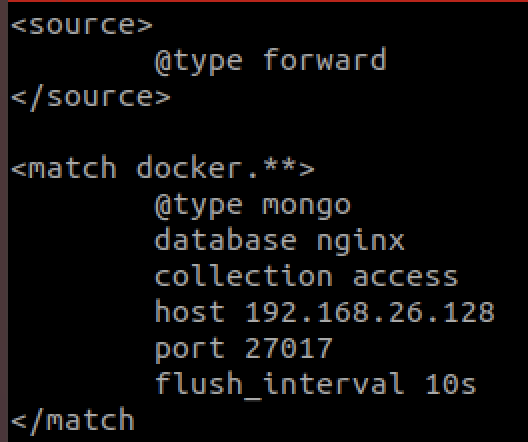 <source>
        @type forward
</source>

<match docker.**>
        @type mongo
        database nginx
        collection access
        host 192.168.26.128
        port 27017
        flush_interval 10s
</match